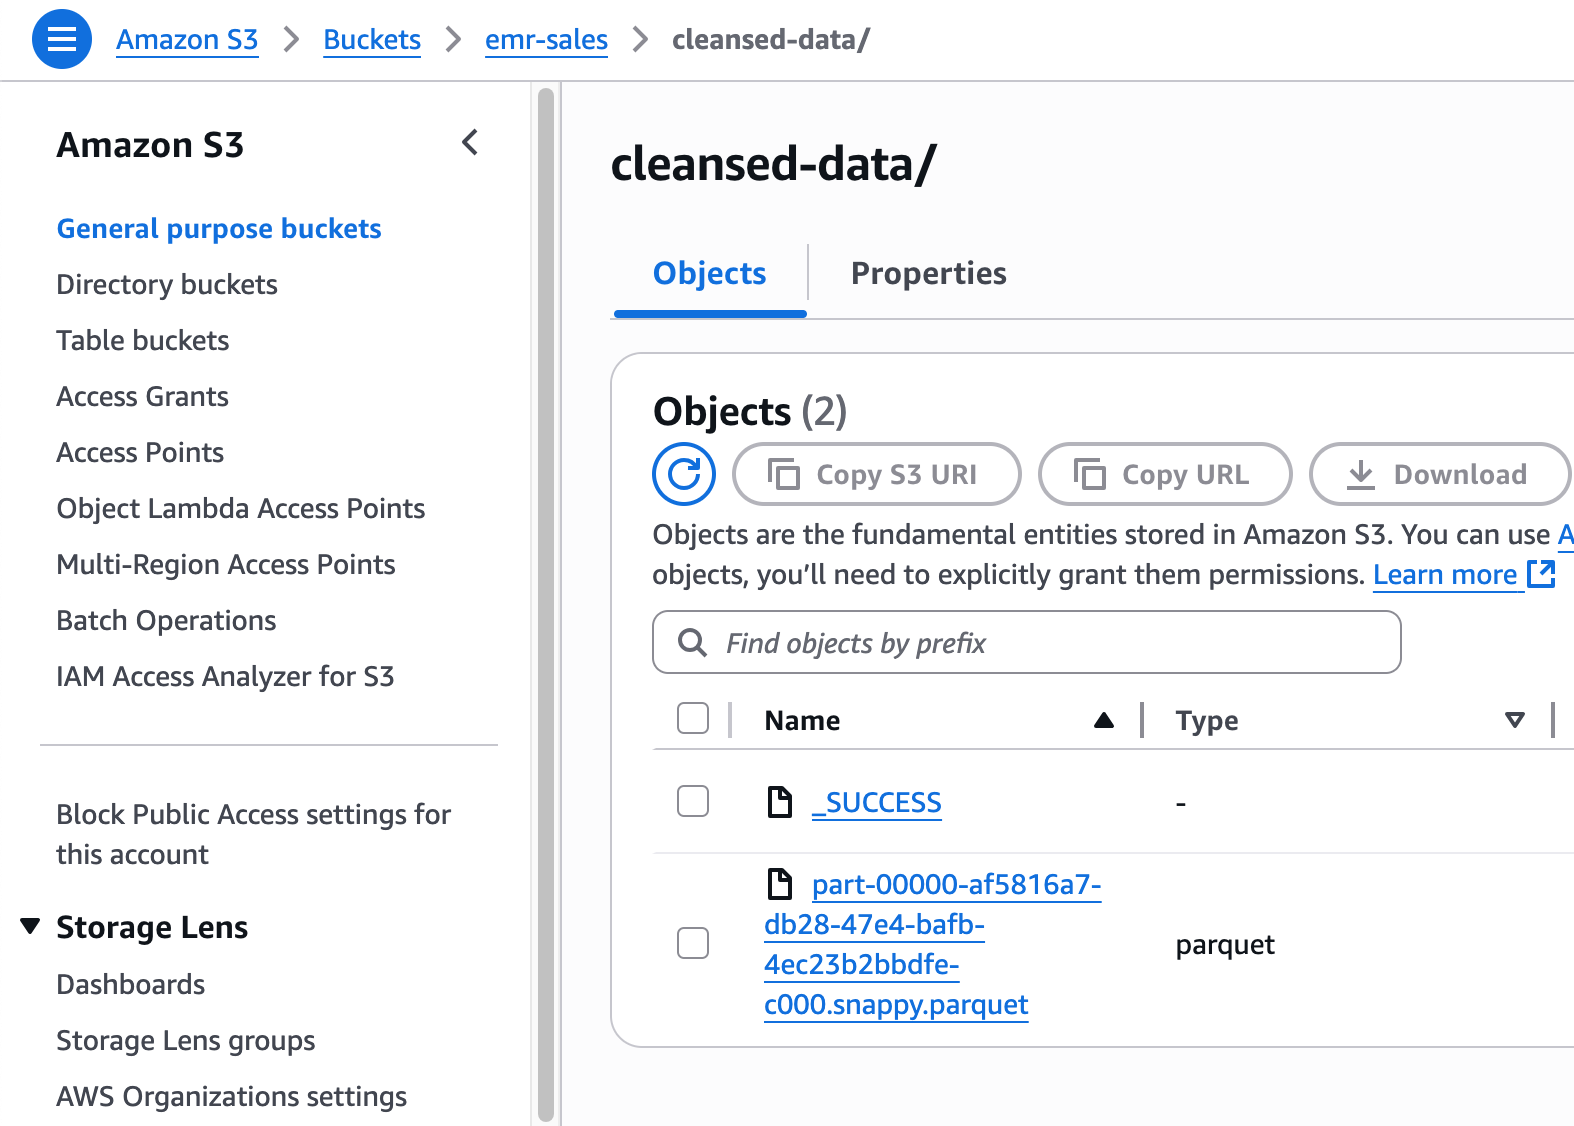 Amazon S3 > Buckets > emr-sales > cleansed-data/
Amazon S3
General purpose buckets
Directory buckets
Table buckets
Access Grants
Access Points
Object Lambda Access Points
Multi-Region Access Points
Batch Operations
IAM Access Analyzer for S3
Block Public Access settings for
this account
Storage Lens
Dashboards
Storage Lens groups
AWS Organizations settings
cleansed-data/
Objects
Properties
Objects (2)
Copy S3 URI
Copy URL
Download
Objects are the fundamental entities stored in Amazon S3. You can use
objects, you’ll need to explicitly grant them permissions. Learn more
Find objects by prefix
Name
Type
_SUCCESS
-
part-00000-af5816a7-
db28-47e4-bafb-
4ec23b2bbdfe-
c000.snappy.parquet
parquet